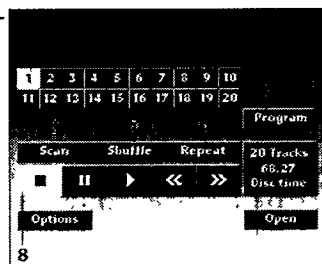 1 2 3 4 5 6 7 8 9 10
11 12 13 14 15 16 17 18 19 20
Program
Scan Shuffle Repeat
20 Tracks
68.27
Disc time
Options Open
8